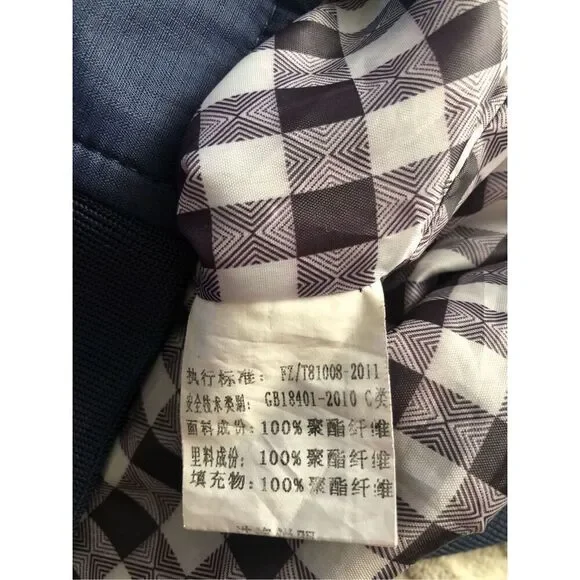 执行标准: FZ/T81008-2011
安全技术类别: GB18401-2010 C类
面料成份: 100%聚酯纤维
里料成份: 100%聚酯纤维
填充物: 100%聚酯纤维